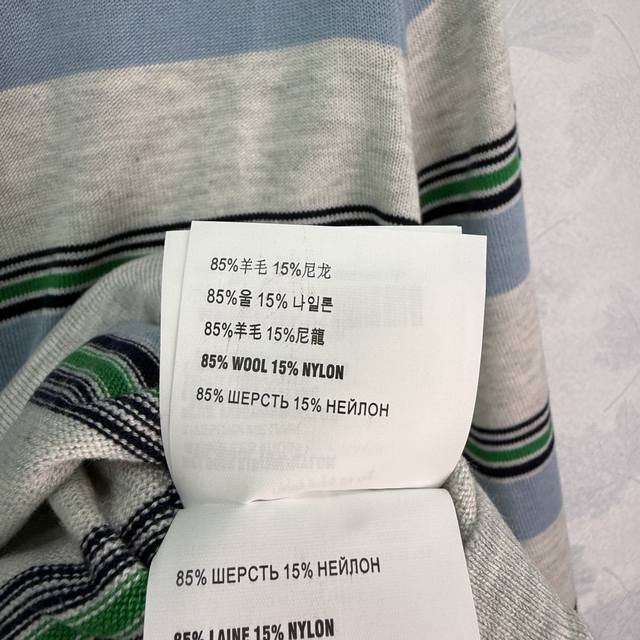 85%羊毛 15%尼龙
85%울 15% 나일론
85%羊毛 15%尼龍
85% WOOL 15% NYLON
85% ШЕРСТЬ 15% НЕЙЛОН
85% ШЕРСТЬ 15% НЕЙЛОН
85% LAINE 15% NYLON